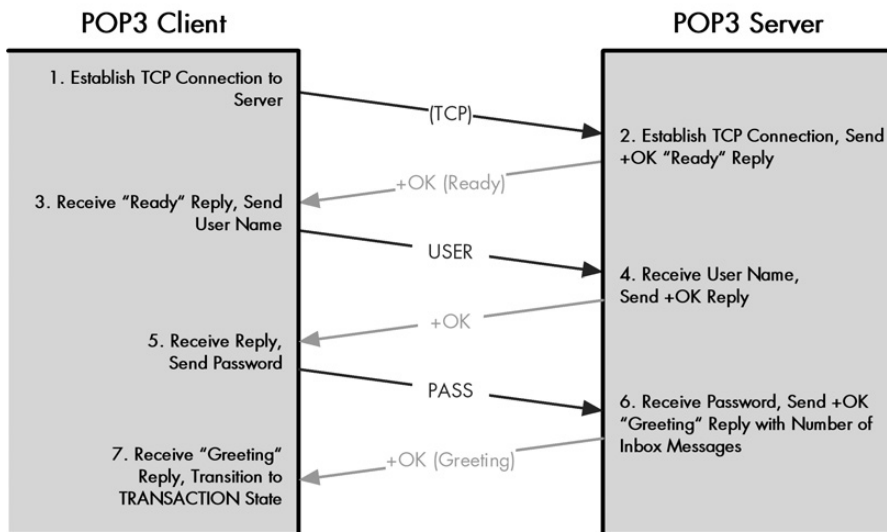 POP3 Client
POP3 Server
1. Establish TCP Connection to
Server
(TCP)
2. Establish TCP Connection, Send
+OK “Ready” Reply
+OK (Ready)
3. Receive “Ready” Reply, Send
User Name
USER
4. Receive User Name,
Send +OK Reply
+OK
5. Receive Reply,
Send Password
PASS
6. Receive Password, Send +OK
“Greeting” Reply with Number of
Inbox Messages
+OK (Greeting)
7. Receive “Greeting”
Reply, Transition to
TRANSACTION State